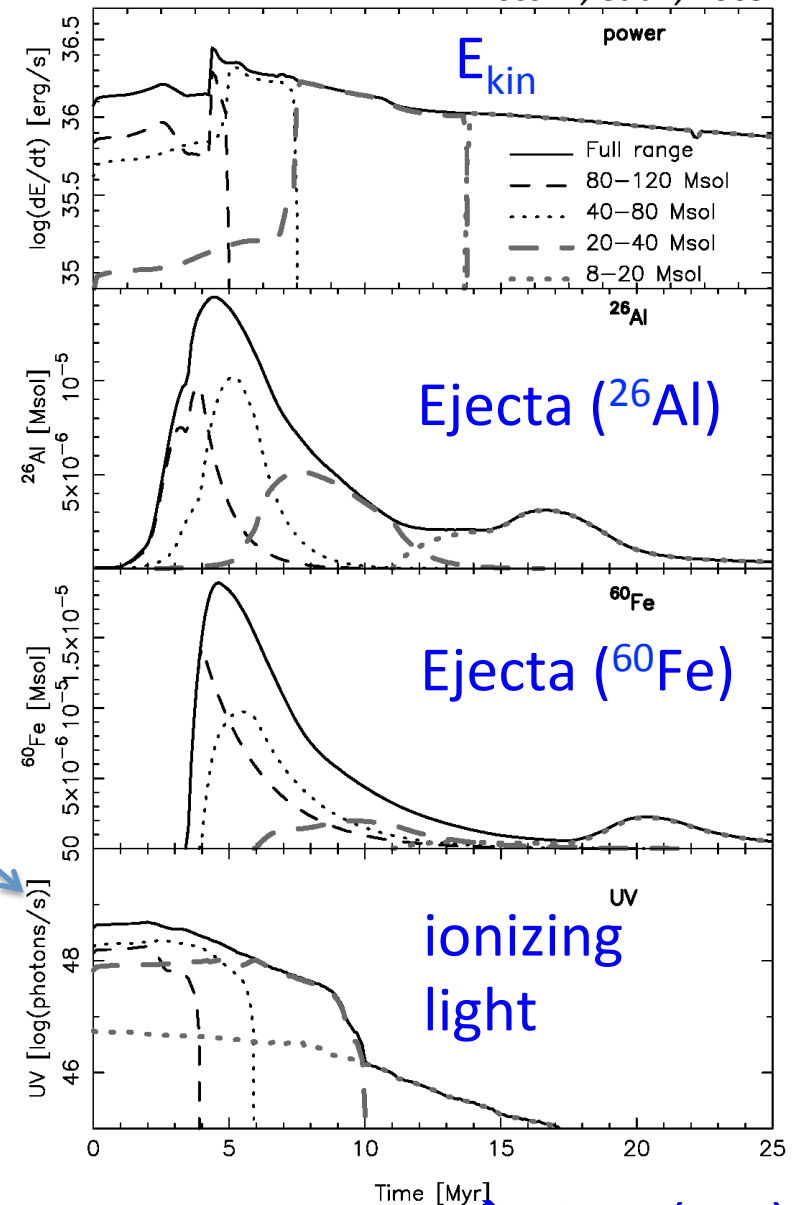 power
E_kin
log(dE/dt) [erg/s]
36.5
36
35.5
35
Full range
80–120 Msol
40–80 Msol
20–40 Msol
8–20 Msol
²⁶Al
Ejecta (²⁶Al)
²⁶Al [Msol]
10⁻⁵
5×10⁻⁶
⁶⁰Fe
Ejecta (⁶⁰Fe)
⁶⁰Fe [Msol]
1.5×10⁻⁵
10⁻⁵
5×10⁻⁶
0
UV
ionizing
light
UV [log(photons/s)]
50
48
46
0 5 10 15 20 25
Time [Myr]